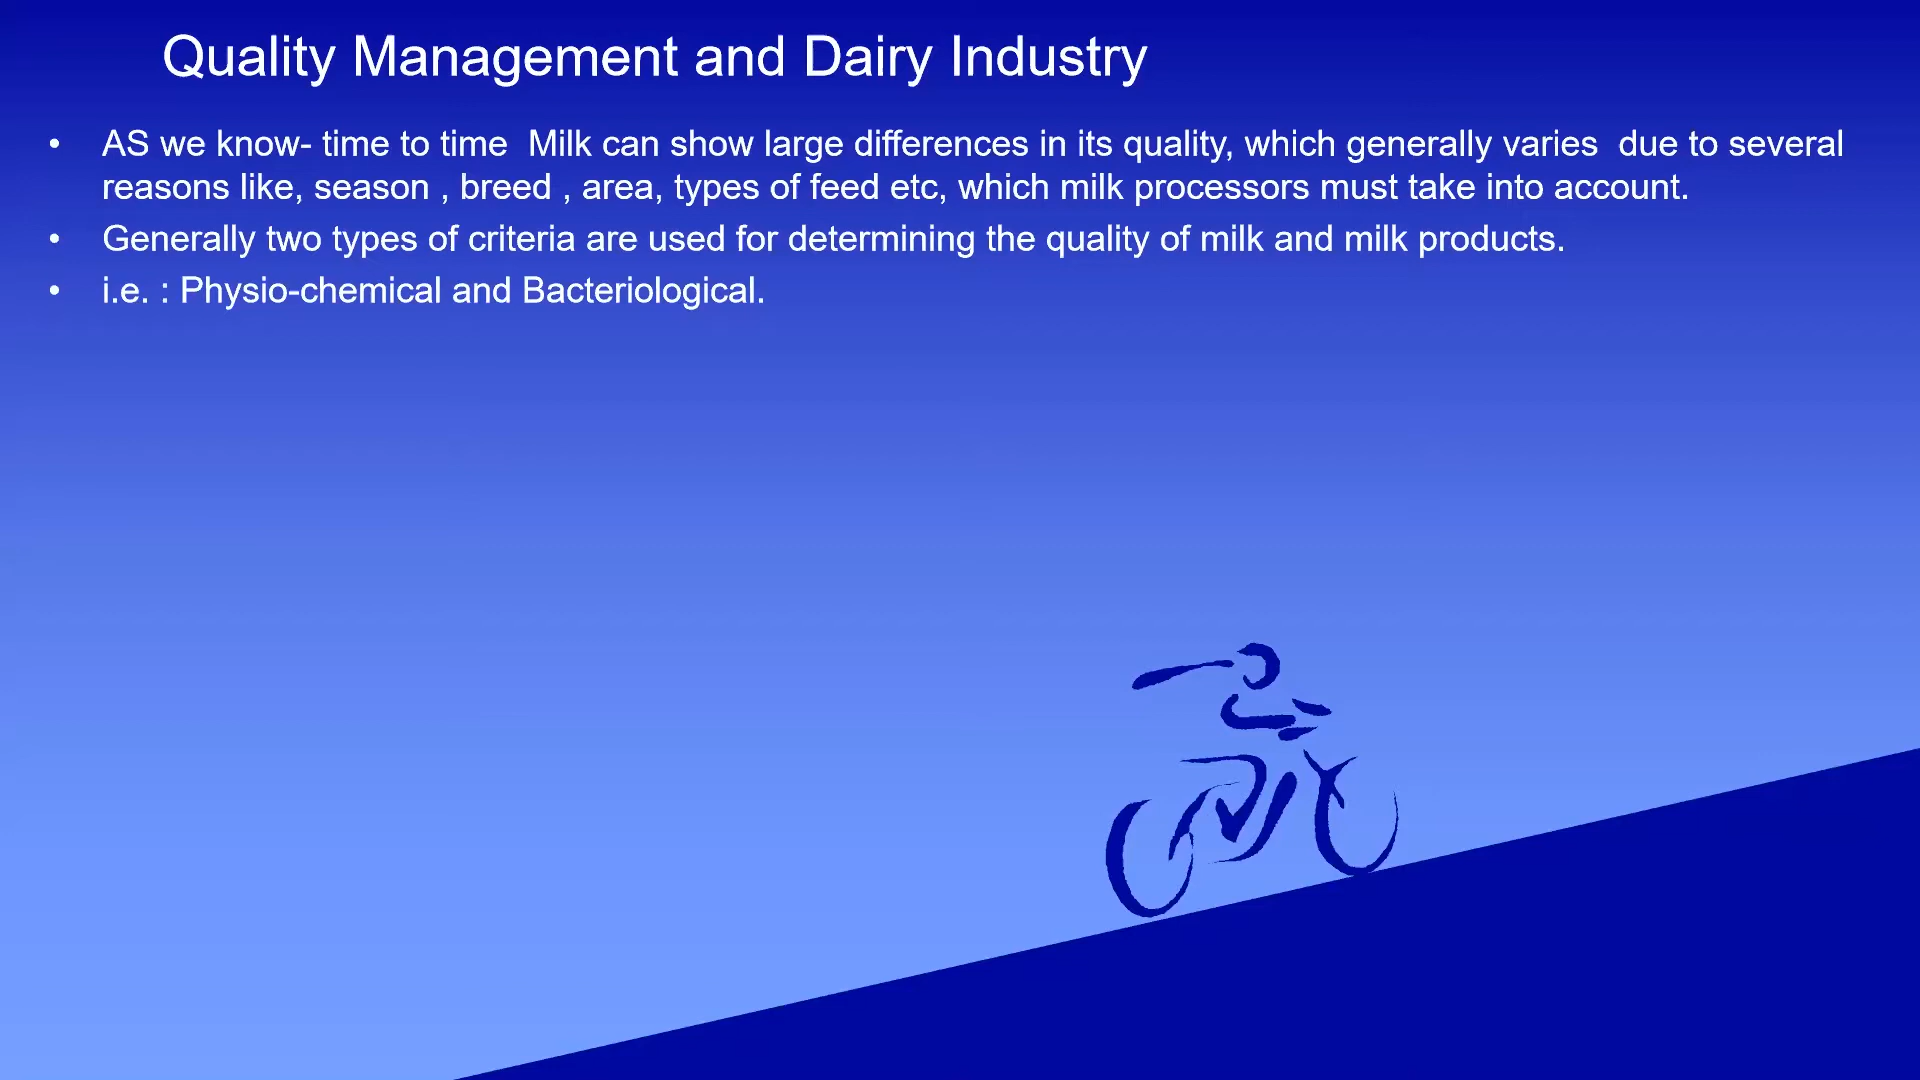 Quality Management and Dairy Industry
• AS we know- time to time  Milk can show large differences in its quality, which generally varies  due to several
reasons like, season , breed , area, types of feed etc, which milk processors must take into account.
• Generally two types of criteria are used for determining the quality of milk and milk products.
• i.e. : Physio-chemical and Bacteriological.